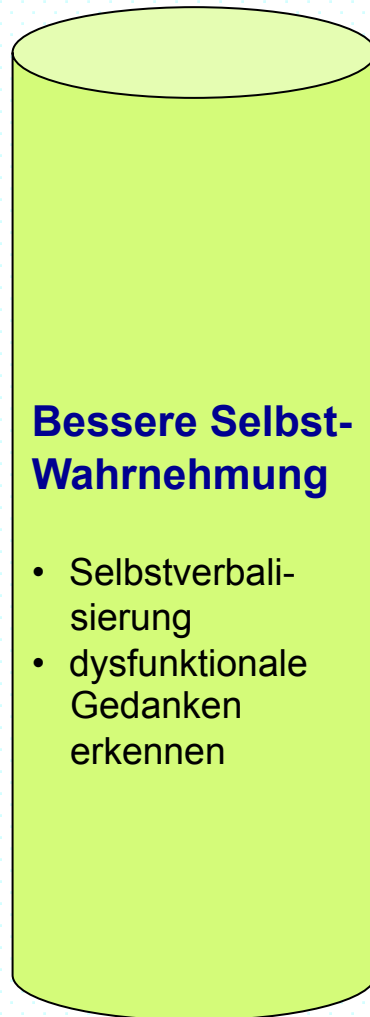 Bessere Selbst-
Wahrnehmung
• Selbstverbali-
sierung
• dysfunktionale
Gedanken
erkennen